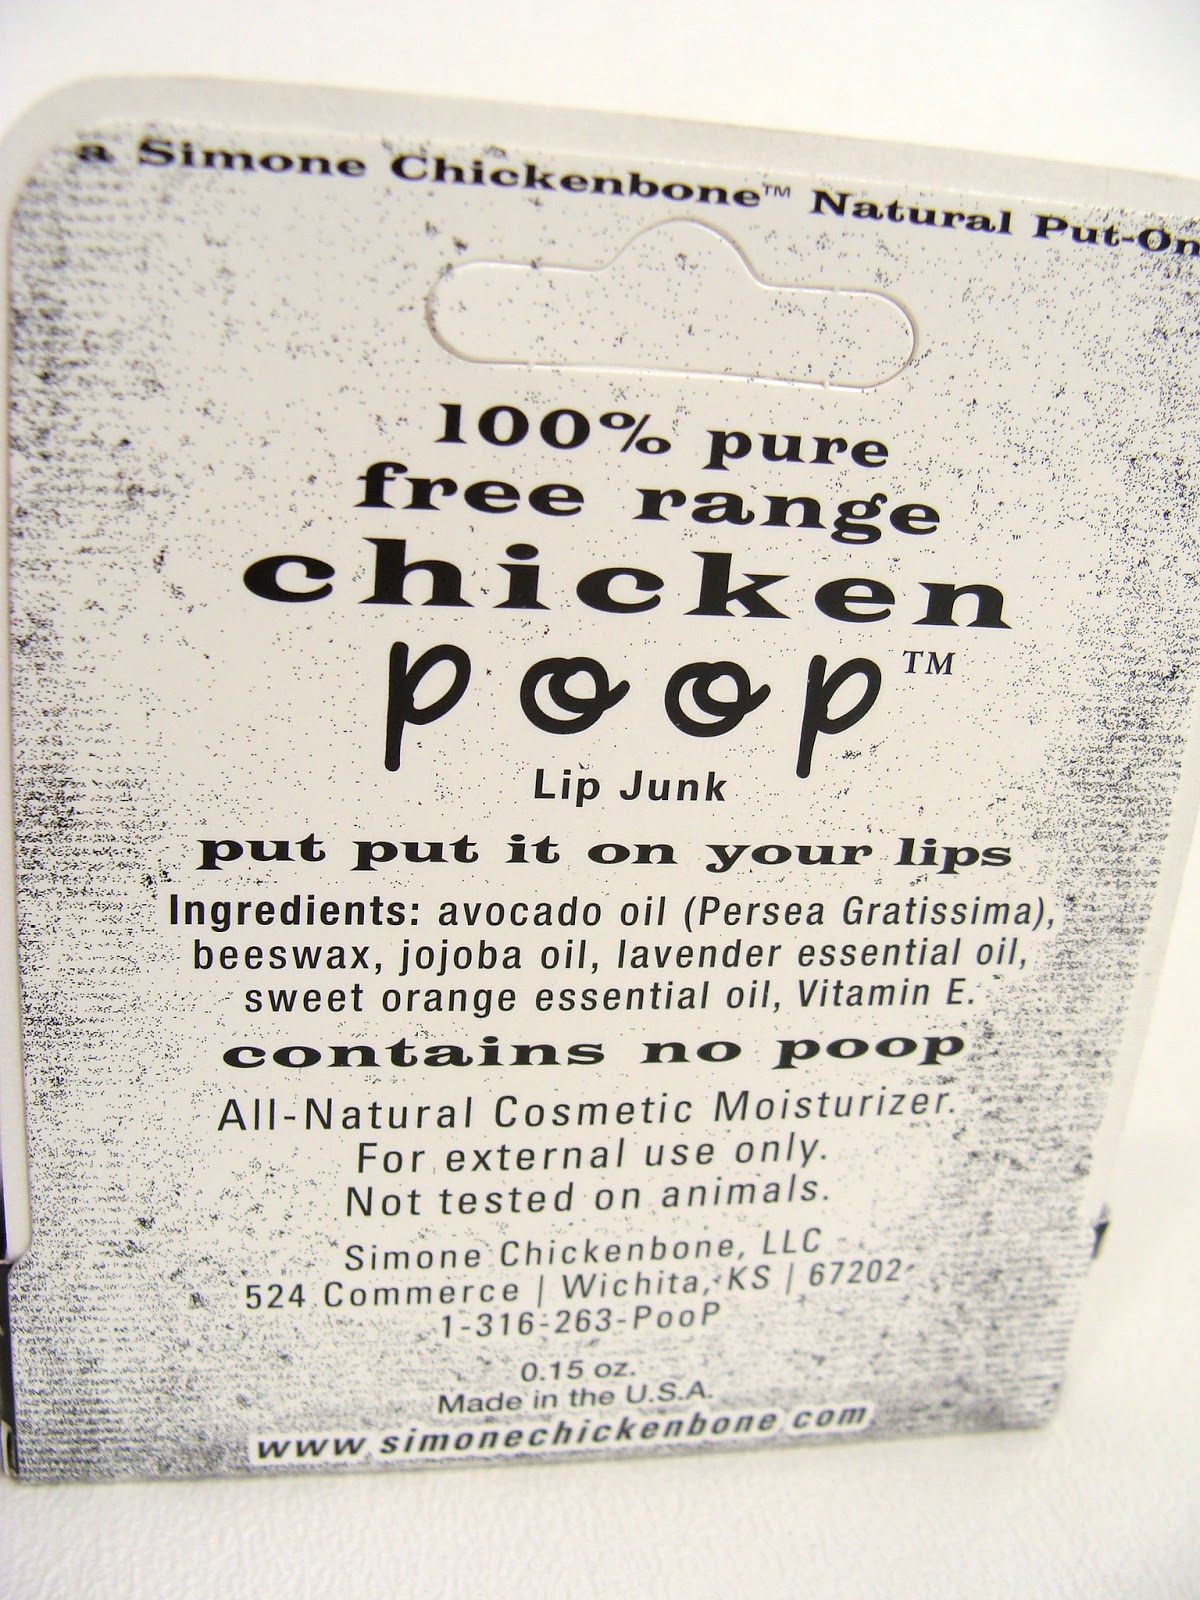 a Simone Chickenbone™ Natural Put-On
100% pure
free range
chicken
poop™
Lip Junk
put put it on your lips
Ingredients: avocado oil (Persea Gratissima),
beeswax, jojoba oil, lavender essential oil,
sweet orange essential oil, Vitamin E.
contains no poop
All-Natural Cosmetic Moisturizer.
For external use only.
Not tested on animals.
Simone Chickenbone, LLC
524 Commerce | Wichita, KS | 67202
1-316-263-PooP
0.15 oz.
Made in the U.S.A.
www.simonechickenbone.com